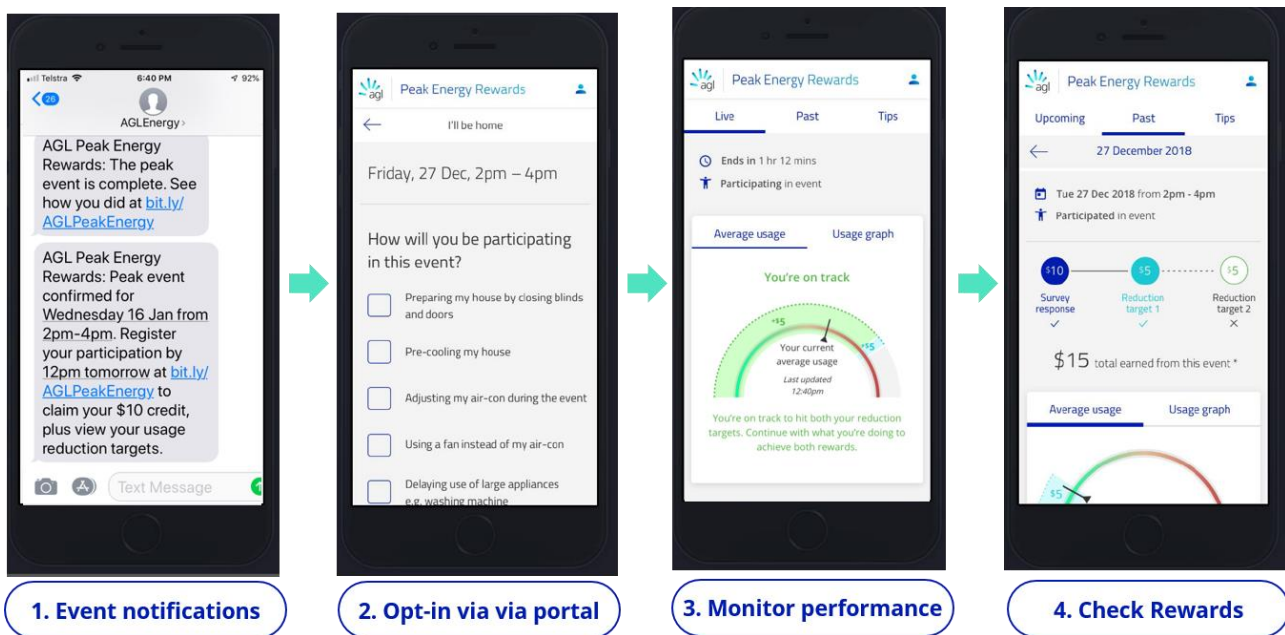 Telstra 6:40 PM 92%
26
AGLEnergy >
AGL Peak Energy
Rewards: The peak
event is complete. See
how you did at bit.ly/
AGLPeakEnergy
AGL Peak Energy
Rewards: Peak event
confirmed for
Wednesday 16 Jan from
2pm-4pm. Register
your participation by
12pm tomorrow at bit.ly/
AGLPeakEnergy to
claim your $10 credit,
plus view your usage
reduction targets.
Text Message
1. Event notifications
agl Peak Energy Rewards
I'll be home
Friday, 27 Dec, 2pm – 4pm
How will you be participating
in this event?
Preparing my house by closing blinds
and doors
Pre-cooling my house
Adjusting my air-con during the event
Using a fan instead of my air-con
Delaying use of large appliances
e.g. washing machine
2. Opt-in via via portal
agl Peak Energy Rewards
Live Past Tips
Ends in 1 hr 12 mins
Participating in event
Average usage Usage graph
You're on track
+$5
+$5
Your current
average usage
Last updated
12:40pm
You're on track to hit both your reduction
targets. Continue with what you're doing to
achieve both rewards.
3. Monitor performance
agl Peak Energy Rewards
Upcoming Past Tips
27 December 2018
Tue 27 Dec 2018 from 2pm - 4pm
Participated in event
$10 $5 $5
Survey Reduction Reduction
response target 1 target 2
$15 total earned from this event *
Average usage Usage graph
$5
4. Check Rewards